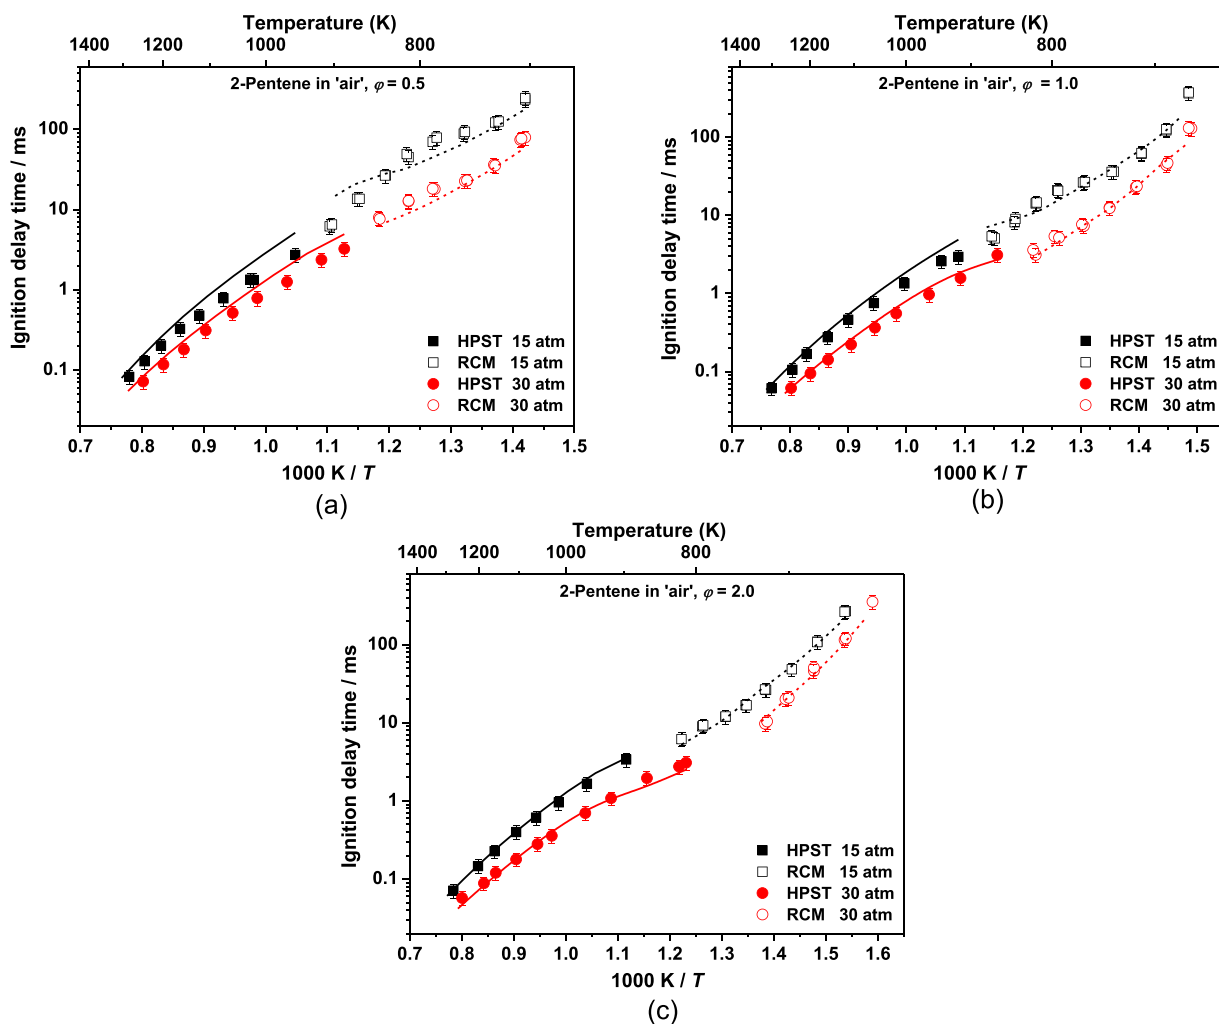 Temperature (K)
1400 1200 1000 800
2-Pentene in 'air', φ = 0.5
100
10
1
0.1
Ignition delay time / ms
HPST 15 atm
RCM 15 atm
HPST 30 atm
RCM 30 atm
0.7 0.8 0.9 1.0 1.1 1.2 1.3 1.4 1.5
1000 K / T
(a)
Temperature (K)
1400 1200 1000 800
2-Pentene in 'air', φ = 1.0
100
10
1
0.1
Ignition delay time / ms
HPST 15 atm
RCM 15 atm
HPST 30 atm
RCM 30 atm
0.7 0.8 0.9 1.0 1.1 1.2 1.3 1.4 1.5
1000 K / T
(b)
Temperature (K)
1400 1200 1000 800
2-Pentene in 'air', φ = 2.0
100
10
1
0.1
Ignition delay time / ms
HPST 15 atm
RCM 15 atm
HPST 30 atm
RCM 30 atm
0.7 0.8 0.9 1.0 1.1 1.2 1.3 1.4 1.5 1.6
1000 K / T
(c)